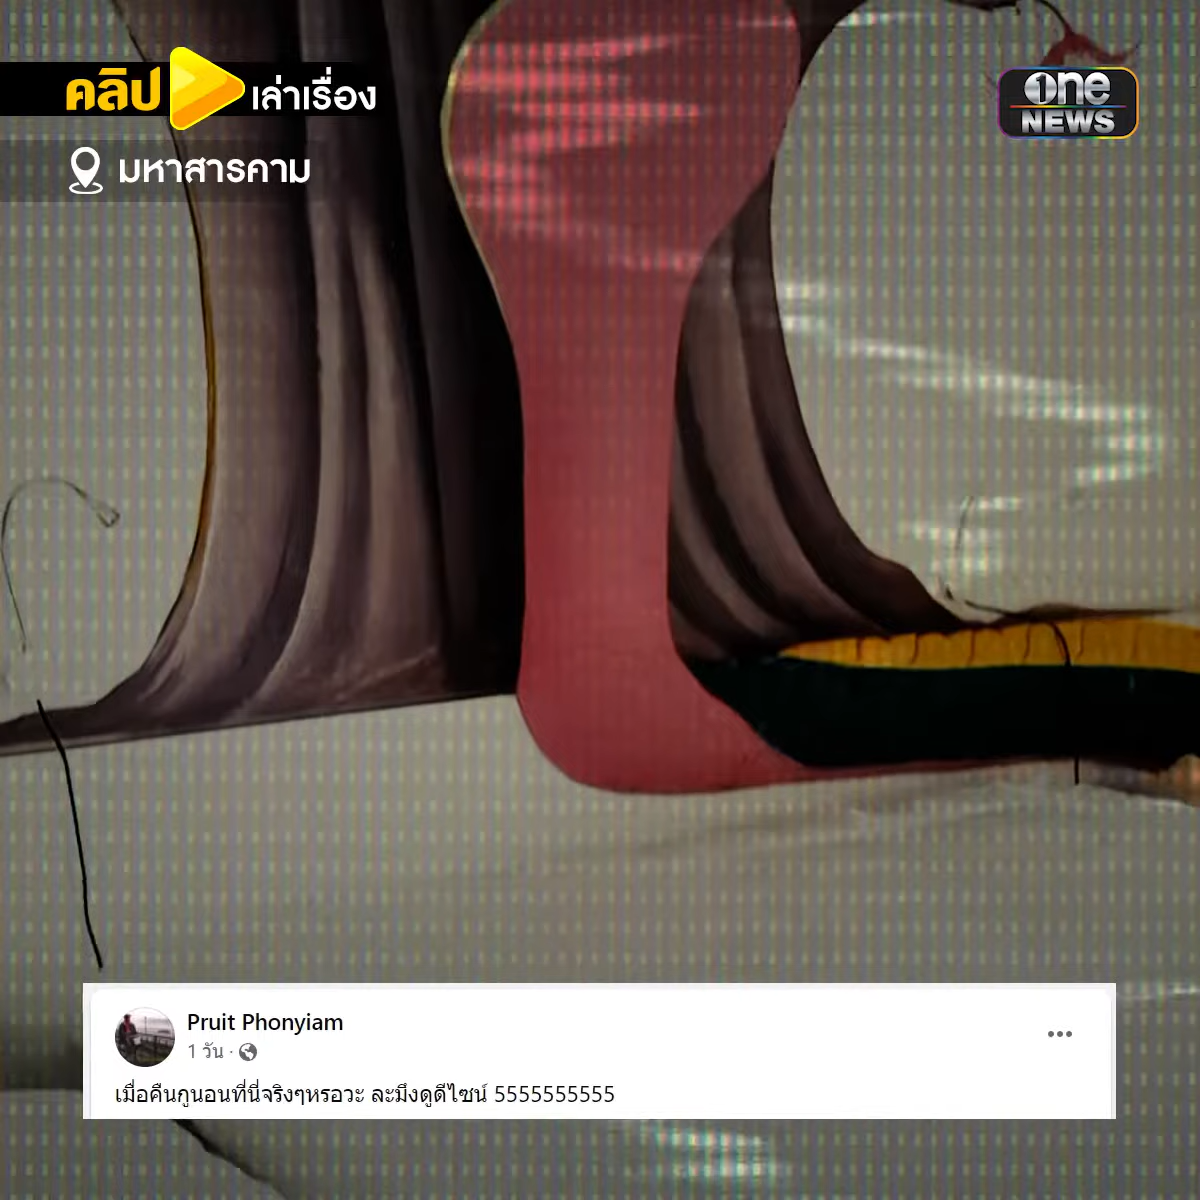 คลิป เล่าเรื่อง
one
NEWS
มหาสารคาม
Pruit Phonyiam
1 วัน ·
เมื่อคืนกูนอนที่นี่จริงๆหรอวะ ละมึงดูดีไซน์ 5555555555